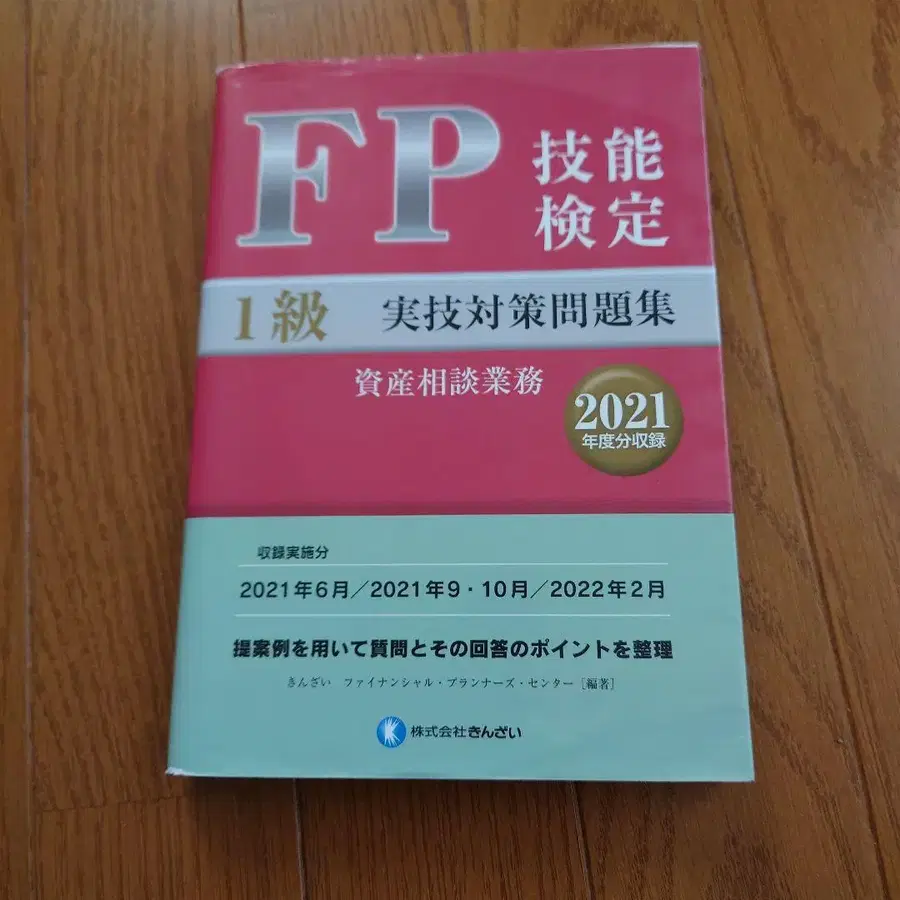 FP 技能
検定
1級 実技対策問題集
資産相談業務
2021
年度分収録
収録実施分
2021年6月／2021年9・10月／2022年2月
提案例を用いて質問とその回答のポイントを整理
きんざい ファイナンシャル・プランナーズ・センター［編著］
株式会社きんざい